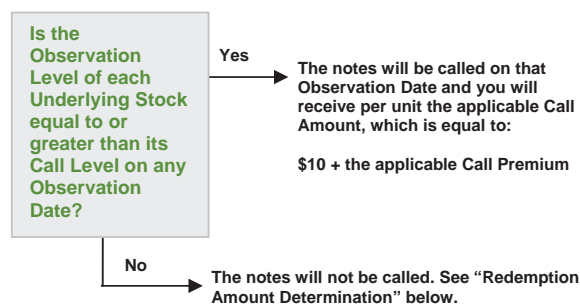 Is the
Observation
Level of each
Underlying Stock
equal to or
greater than its
Call Level on any
Observation
Date?
Yes
The notes will be called on that
Observation Date and you will
receive per unit the applicable Call
Amount, which is equal to:
$10 + the applicable Call Premium
No
The notes will not be called. See “Redemption
Amount Determination” below.